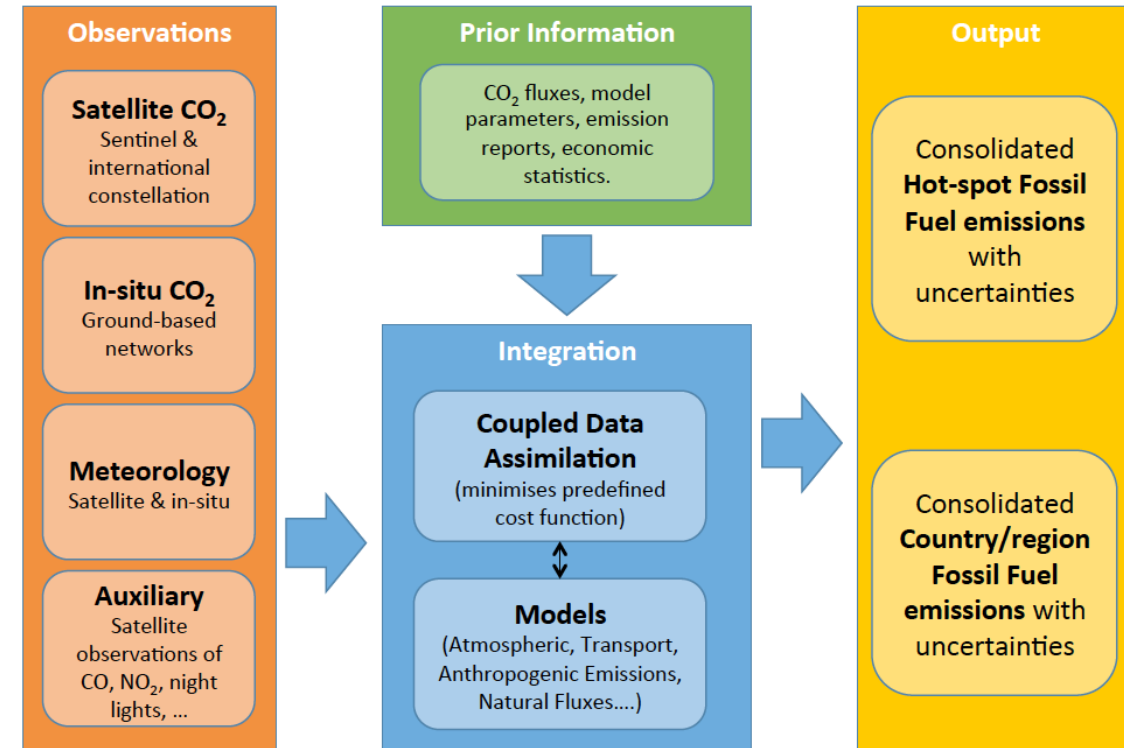 Observations
Satellite CO₂
Sentinel &
international
constellation
In-situ CO₂
Ground-based
networks
Meteorology
Satellite & in-situ
Auxiliary
Satellite
observations of
CO, NO₂, night
lights, ...
Prior Information
CO₂ fluxes, model
parameters, emission
reports, economic
statistics.
Integration
Coupled Data
Assimilation
(minimises predefined
cost function)
Models
(Atmospheric, Transport,
Anthropogenic Emissions,
Natural Fluxes....)
Output
Consolidated
Hot-spot Fossil
Fuel emissions
with
uncertainties
Consolidated
Country/region
Fossil Fuel
emissions with
uncertainties